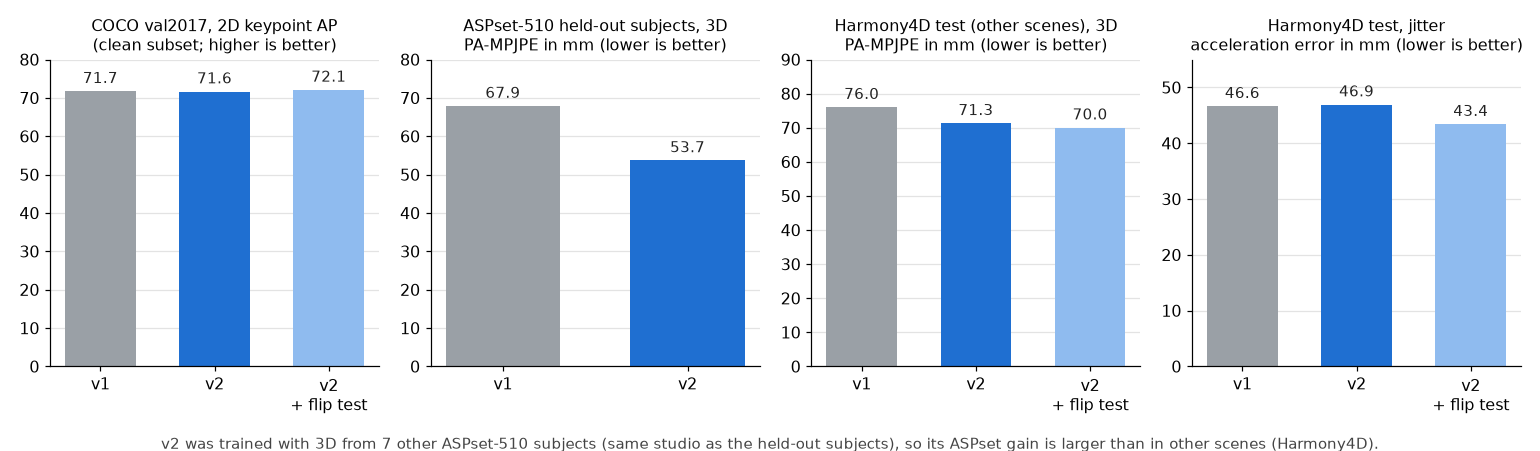 COCO val2017, 2D keypoint AP
(clean subset; higher is better)
80
70
60
50
40
30
20
10
0
71.7
71.6
72.1
v1
v2
v2
+ flip test
ASPset-510 held-out subjects, 3D
PA-MPJPE in mm (lower is better)
80
70
60
50
40
30
20
10
0
67.9
53.7
v1
v2
Harmony4D test (other scenes), 3D
PA-MPJPE in mm (lower is better)
90
80
70
60
50
40
30
20
10
0
76.0
71.3
70.0
v1
v2
v2
+ flip test
Harmony4D test, jitter
acceleration error in mm (lower is better)
50
40
30
20
10
0
46.6
46.9
43.4
v1
v2
v2
+ flip test
v2 was trained with 3D from 7 other ASPset-510 subjects (same studio as the held-out subjects), so its ASPset gain is larger than in other scenes (Harmony4D).